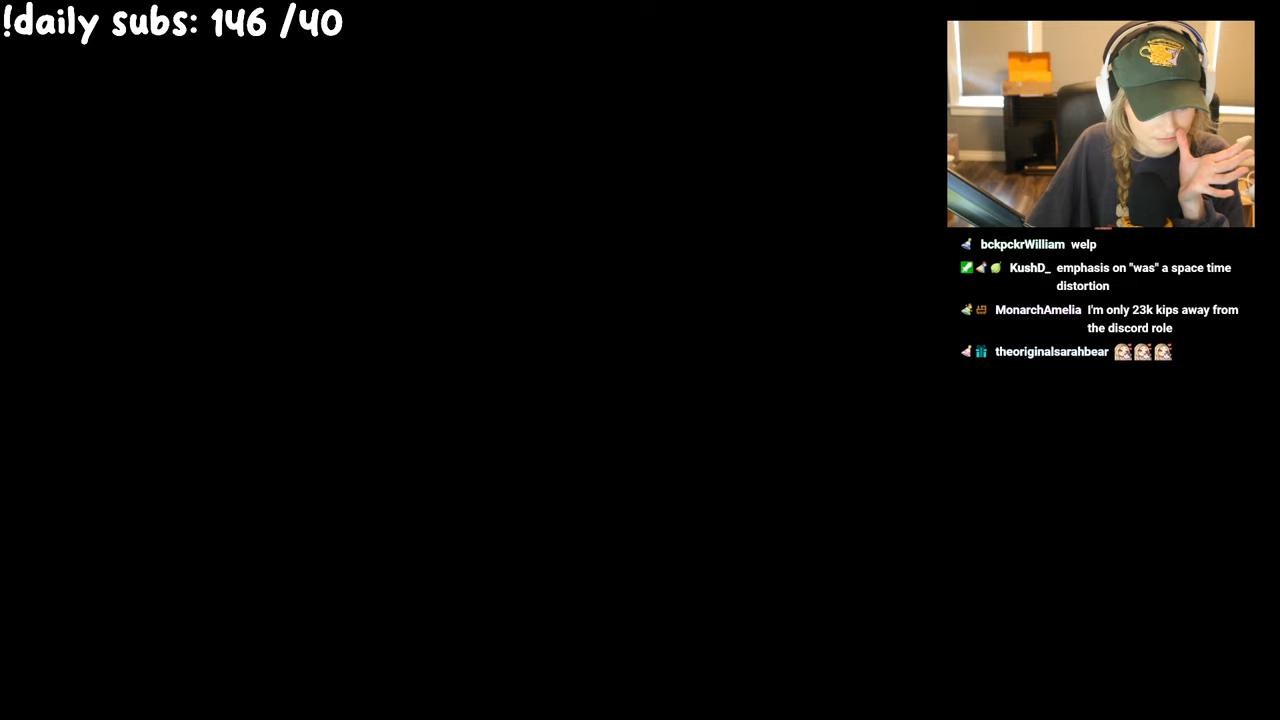 !daily subs: 146 /40
bckpckrWilliam welp
KushD_ emphasis on "was" a space time
distortion
MonarchAmelia I'm only 23k kips away from
the discord role
theoriginalsarahbear